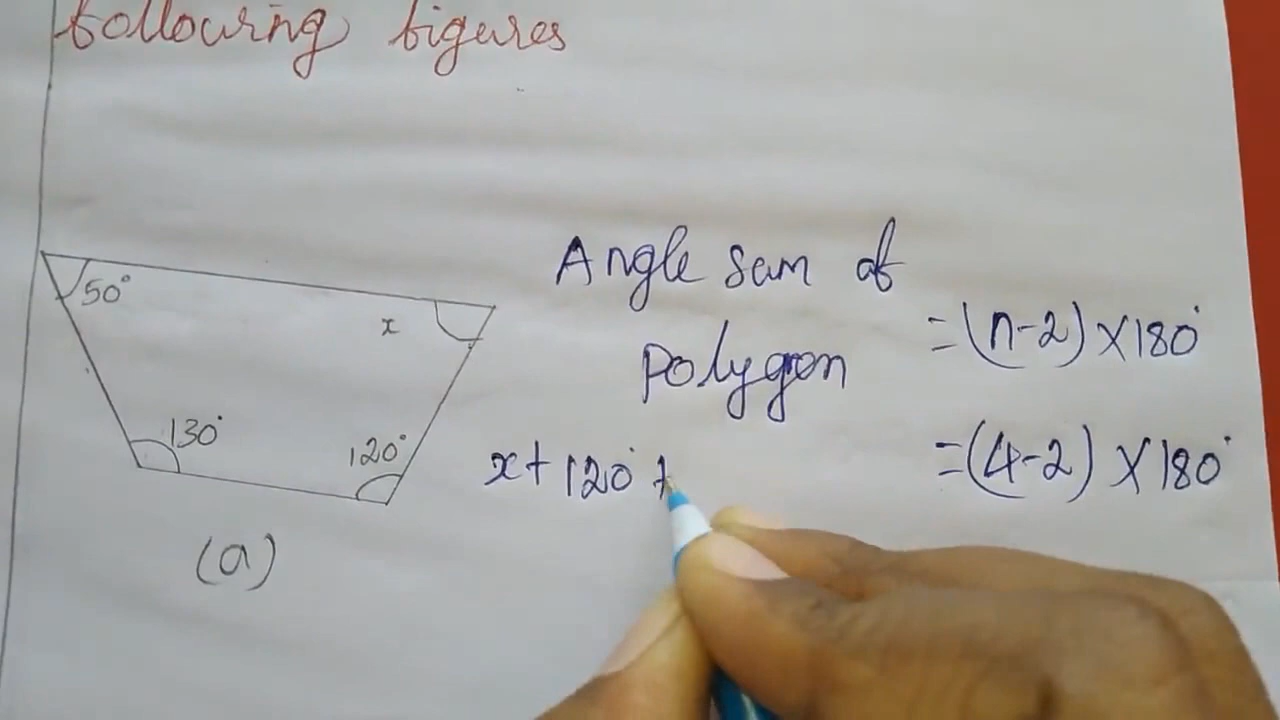 following figures
50°
x
130°
120°
(a)
Angle sum of
polygon
=(n-2)×180°
x+120°+
=(4-2)×180°